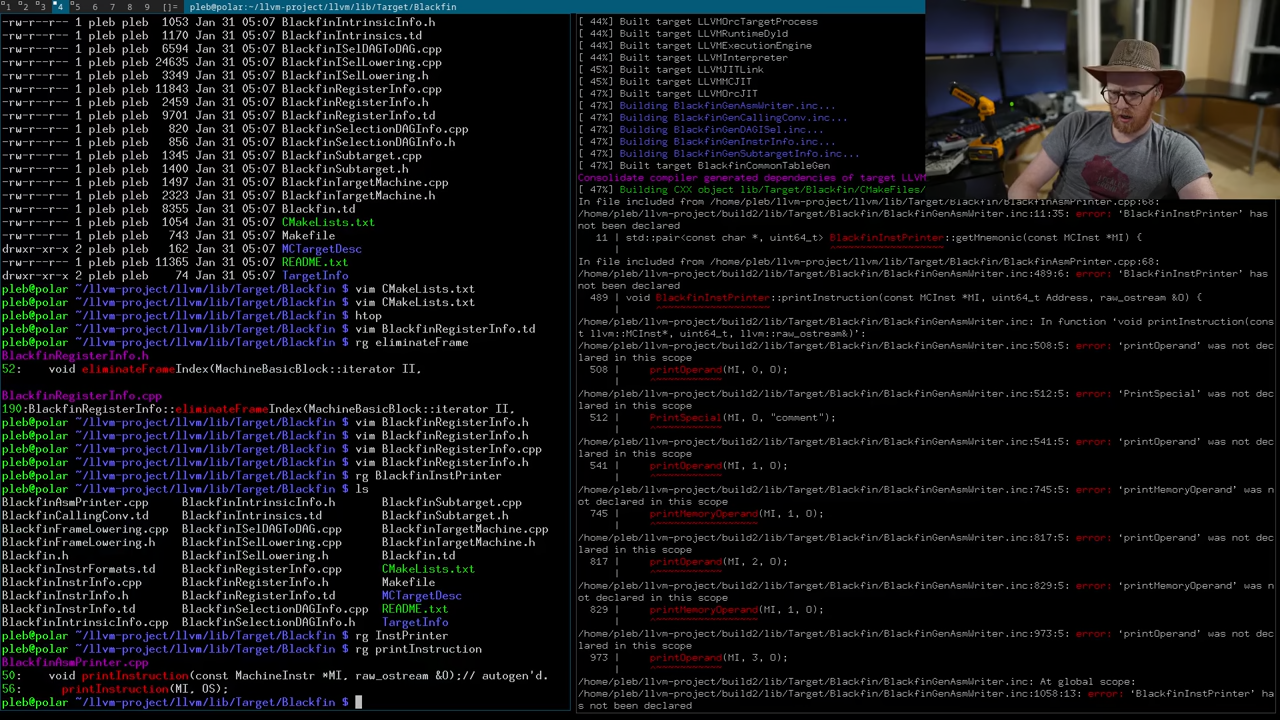 1 2 3 4 5 6 7 8 9 []= pleb@polar:~/llvm-project/llvm/lib/Target/Blackfin
-rw-r--r-- 1 pleb pleb 1053 Jan 31 05:07 BlackfinIntrinsicInfo.h
-rw-r--r-- 1 pleb pleb 1170 Jan 31 05:07 BlackfinIntrinsics.td
-rw-r--r-- 1 pleb pleb 6594 Jan 31 05:07 BlackfinISelDAGToDAG.cpp
-rw-r--r-- 1 pleb pleb 24635 Jan 31 05:07 BlackfinISelLowering.cpp
-rw-r--r-- 1 pleb pleb 3349 Jan 31 05:07 BlackfinISelLowering.h
-rw-r--r-- 1 pleb pleb 11843 Jan 31 05:07 BlackfinRegisterInfo.cpp
-rw-r--r-- 1 pleb pleb 2459 Jan 31 05:07 BlackfinRegisterInfo.h
-rw-r--r-- 1 pleb pleb 9701 Jan 31 05:07 BlackfinRegisterInfo.td
-rw-r--r-- 1 pleb pleb 820 Jan 31 05:07 BlackfinSelectionDAGInfo.cpp
-rw-r--r-- 1 pleb pleb 856 Jan 31 05:07 BlackfinSelectionDAGInfo.h
-rw-r--r-- 1 pleb pleb 1345 Jan 31 05:07 BlackfinSubtarget.cpp
-rw-r--r-- 1 pleb pleb 1400 Jan 31 05:07 BlackfinSubtarget.h
-rw-r--r-- 1 pleb pleb 1497 Jan 31 05:07 BlackfinTargetMachine.cpp
-rw-r--r-- 1 pleb pleb 2323 Jan 31 05:07 BlackfinTargetMachine.h
-rw-r--r-- 1 pleb pleb 8355 Jan 31 05:07 Blackfin.td
-rw-r--r-- 1 pleb pleb 1054 Jan 31 05:07 CMakeLists.txt
-rw-r--r-- 1 pleb pleb 743 Jan 31 05:07 Makefile
drwxr-xr-x 2 pleb pleb 162 Jan 31 05:07 MCTargetDesc
-rw-r--r-- 1 pleb pleb 11365 Jan 31 05:07 README.txt
drwxr-xr-x 2 pleb pleb 74 Jan 31 05:07 TargetInfo
pleb@polar ~/llvm-project/llvm/lib/Target/Blackfin $ vim CMakeLists.txt
pleb@polar ~/llvm-project/llvm/lib/Target/Blackfin $ vim CMakeLists.txt
pleb@polar ~/llvm-project/llvm/lib/Target/Blackfin $ htop
pleb@polar ~/llvm-project/llvm/lib/Target/Blackfin $ vim BlackfinRegisterInfo.td
pleb@polar ~/llvm-project/llvm/lib/Target/Blackfin $ rg eliminateFrame
BlackfinRegisterInfo.h
52: void eliminateFrameIndex(MachineBasicBlock::iterator II,
BlackfinRegisterInfo.cpp
190:BlackfinRegisterInfo::eliminateFrameIndex(MachineBasicBlock::iterator II,
pleb@polar ~/llvm-project/llvm/lib/Target/Blackfin $ vim BlackfinRegisterInfo.h
pleb@polar ~/llvm-project/llvm/lib/Target/Blackfin $ vim BlackfinRegisterInfo.h
pleb@polar ~/llvm-project/llvm/lib/Target/Blackfin $ vim BlackfinRegisterInfo.cpp
pleb@polar ~/llvm-project/llvm/lib/Target/Blackfin $ vim BlackfinRegisterInfo.h
pleb@polar ~/llvm-project/llvm/lib/Target/Blackfin $ rg BlackfinInstPrinter
pleb@polar ~/llvm-project/llvm/lib/Target/Blackfin $ ls
BlackfinAsmPrinter.cpp BlackfinIntrinsicInfo.h BlackfinSubtarget.cpp
BlackfinCallingConv.td BlackfinIntrinsics.td BlackfinSubtarget.h
BlackfinFrameLowering.cpp BlackfinISelDAGToDAG.cpp BlackfinTargetMachine.cpp
BlackfinFrameLowering.h BlackfinISelLowering.cpp BlackfinTargetMachine.h
Blackfin.h BlackfinISelLowering.h Blackfin.td
BlackfinInstrFormats.td BlackfinRegisterInfo.cpp CMakeLists.txt
BlackfinInstrInfo.cpp BlackfinRegisterInfo.h Makefile
BlackfinInstrInfo.h BlackfinRegisterInfo.td MCTargetDesc
BlackfinInstrInfo.td BlackfinSelectionDAGInfo.cpp README.txt
BlackfinIntrinsicInfo.cpp BlackfinSelectionDAGInfo.h TargetInfo
pleb@polar ~/llvm-project/llvm/lib/Target/Blackfin $ rg InstPrinter
pleb@polar ~/llvm-project/llvm/lib/Target/Blackfin $ rg printInstruction
BlackfinAsmPrinter.cpp
50: void printInstruction(const MachineInstr *MI, raw_ostream &O);// autogen'd.
56: printInstruction(MI, OS);
pleb@polar ~/llvm-project/llvm/lib/Target/Blackfin $
[ 44%] Built target LLVMOrcTargetProcess
[ 44%] Built target LLVMRuntimeDyld
[ 44%] Built target LLVMExecutionEngine
[ 44%] Built target LLVMInterpreter
[ 45%] Built target LLVMJITLink
[ 45%] Built target LLVMMCJIT
[ 47%] Built target LLVMOrcJIT
[ 47%] Building BlackfinGenAsmWriter.inc...
[ 47%] Building BlackfinGenCallingConv.inc...
[ 47%] Building BlackfinGenDAGISel.inc...
[ 47%] Building BlackfinGenInstrInfo.inc...
[ 47%] Building BlackfinGenSubtargetInfo.inc...
[ 47%] Built target BlackfinCommonTableGen
Consolidate compiler generated dependencies of target LLVM
[ 47%] Building CXX object lib/Target/Blackfin/CMakeFiles/
In file included from /home/pleb/llvm-project/llvm/lib/Target/Blackfin/BlackfinAsmPrinter.cpp:68:
/home/pleb/llvm-project/build2/lib/Target/Blackfin/BlackfinGenAsmWriter.inc:11:35: error: 'BlackfinInstPrinter' has
not been declared
11 | std::pair<const char *, uint64_t> BlackfinInstPrinter::getMnemonic(const MCInst *MI) {
|
In file included from /home/pleb/llvm-project/llvm/lib/Target/Blackfin/BlackfinAsmPrinter.cpp:68:
/home/pleb/llvm-project/build2/lib/Target/Blackfin/BlackfinGenAsmWriter.inc:489:6: error: 'BlackfinInstPrinter' has
not been declared
489 | void BlackfinInstPrinter::printInstruction(const MCInst *MI, uint64_t Address, raw_ostream &O) {
|
/home/pleb/llvm-project/build2/lib/Target/Blackfin/BlackfinGenAsmWriter.inc: In function 'void printInstruction(cons
t llvm::MCInst*, uint64_t, llvm::raw_ostream&)':
/home/pleb/llvm-project/build2/lib/Target/Blackfin/BlackfinGenAsmWriter.inc:508:5: error: 'printOperand' was not dec
lared in this scope
508 | printOperand(MI, 0, O);
|
/home/pleb/llvm-project/build2/lib/Target/Blackfin/BlackfinGenAsmWriter.inc:512:5: error: 'PrintSpecial' was not dec
lared in this scope
512 | PrintSpecial(MI, O, "comment");
|
/home/pleb/llvm-project/build2/lib/Target/Blackfin/BlackfinGenAsmWriter.inc:541:5: error: 'printOperand' was not dec
lared in this scope
541 | printOperand(MI, 1, O);
|
/home/pleb/llvm-project/build2/lib/Target/Blackfin/BlackfinGenAsmWriter.inc:745:5: error: 'printMemoryOperand' was n
ot declared in this scope
745 | printMemoryOperand(MI, 1, O);
|
/home/pleb/llvm-project/build2/lib/Target/Blackfin/BlackfinGenAsmWriter.inc:817:5: error: 'printOperand' was not dec
lared in this scope
817 | printOperand(MI, 2, O);
|
/home/pleb/llvm-project/build2/lib/Target/Blackfin/BlackfinGenAsmWriter.inc:829:5: error: 'printMemoryOperand' was n
ot declared in this scope
829 | printMemoryOperand(MI, 1, O);
|
/home/pleb/llvm-project/build2/lib/Target/Blackfin/BlackfinGenAsmWriter.inc:973:5: error: 'printOperand' was not dec
lared in this scope
973 | printOperand(MI, 3, O);
|
/home/pleb/llvm-project/build2/lib/Target/Blackfin/BlackfinGenAsmWriter.inc: At global scope:
/home/pleb/llvm-project/build2/lib/Target/Blackfin/BlackfinGenAsmWriter.inc:1058:13: error: 'BlackfinInstPrinter' ha
s not been declared